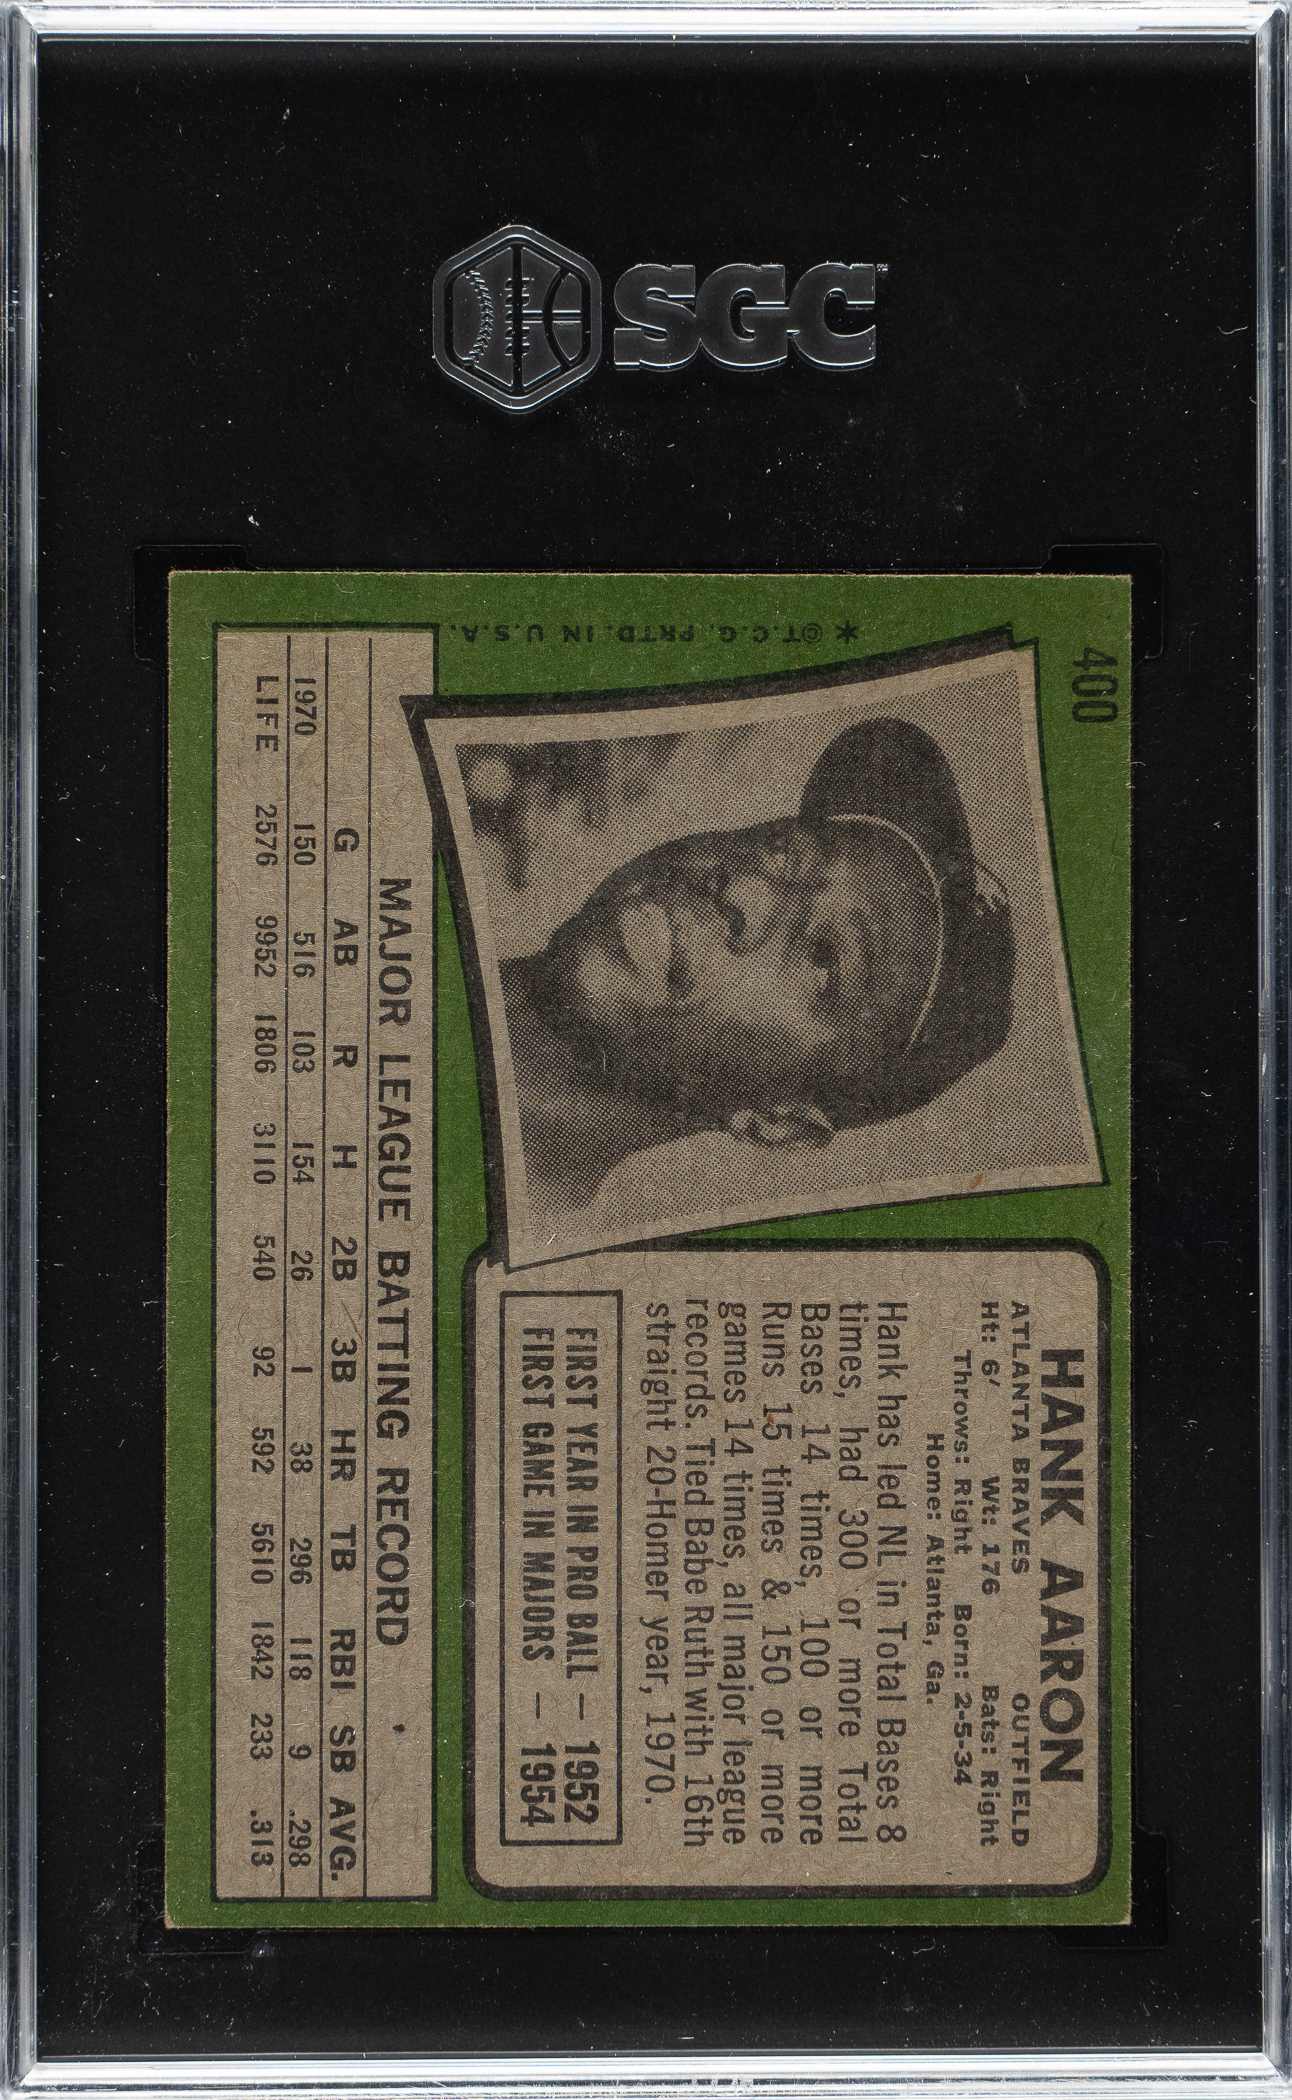 SGC
400
HANK AARON
ATLANTA BRAVES OUTFIELD
Ht: 6′ Wt: 176 Bats: Right
Throws: Right Born: 2-5-34
Home: Atlanta, Ga.
Hank has led NL in Total Bases 8
times, had 300 or more Total
Bases 14 times, 100 or more
Runs 15 times & 150 or more
games 14 times, all major league
records. Tied Babe Ruth with 16th
straight 20-Homer year, 1970.
FIRST YEAR IN PRO BALL — 1952
FIRST GAME IN MAJORS — 1954
*©T.C.G. PRTD. IN U.S.A.
MAJOR LEAGUE BATTING RECORD
G AB R H 2B 3B HR TB RBI SB AVG.
1970 150 516 103 154 26 1 38 296 118 9 .298
LIFE 2576 9952 1806 3110 540 92 592 5610 1842 233 .313